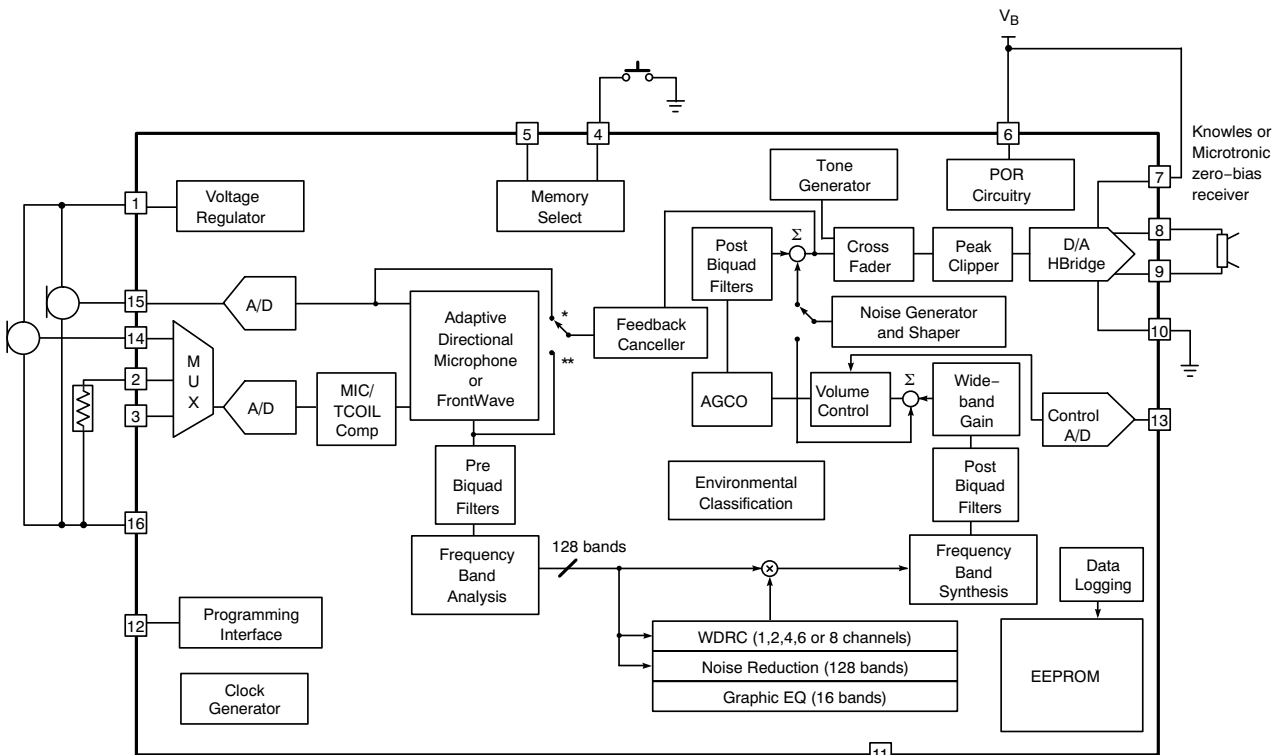 V_B
5
4
6
Knowles or
Microtronic
zero−bias
receiver
Tone
Generator
POR
Circuitry
7
1
Voltage
Regulator
Memory
Select
8
Post
Biquad
Filters
Σ
Cross
Fader
Peak
Clipper
D/A
HBridge
9
15
A/D
Adaptive
Directional
Microphone
or
FrontWave
*
**
Feedback
Canceller
Noise Generator
and Shaper
10
14
M
U
X
2
3
A/D
MIC/
TCOIL
Comp
AGCO
Volume
Control
Σ
Wide−
band
Gain
Control
A/D
13
Pre
Biquad
Filters
Environmental
Classification
Post
Biquad
Filters
16
Frequency
Band
Analysis
128 bands
Frequency
Band
Synthesis
Data
Logging
12
Programming
Interface
WDRC (1,2,4,6 or 8 channels)
Noise Reduction (128 bands)
Graphic EQ (16 bands)
EEPROM
Clock
Generator
11